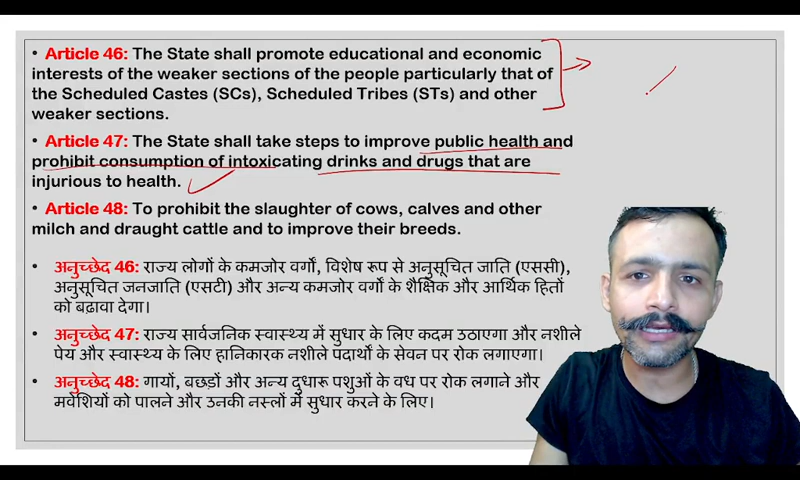 • Article 46: The State shall promote educational and economic
interests of the weaker sections of the people particularly that of
the Scheduled Castes (SCs), Scheduled Tribes (STs) and other
weaker sections.
• Article 47: The State shall take steps to improve public health and
prohibit consumption of intoxicating drinks and drugs that are
injurious to health.
• Article 48: To prohibit the slaughter of cows, calves and other
milch and draught cattle and to improve their breeds.
• अनुच्छेद 46: राज्य लोगों के कमजोर वर्गों, विशेष रूप से अनुसूचित जाति (एससी),
अनुसूचित जनजाति (एसटी) और अन्य कमजोर वर्गों के शैक्षिक और आर्थिक हितों
को बढ़ावा देगा।
• अनुच्छेद 47: राज्य सार्वजनिक स्वास्थ्य में सुधार के लिए कदम उठाएगा और नशीले
पेय और स्वास्थ्य के लिए हानिकारक नशीले पदार्थों के सेवन पर रोक लगाएगा।
• अनुच्छेद 48: गायों, बछड़ों और अन्य दुधारू पशुओं के वध पर रोक लगाने और
मवेशियों को पालने और उनकी नस्लों में सुधार करने के लिए।